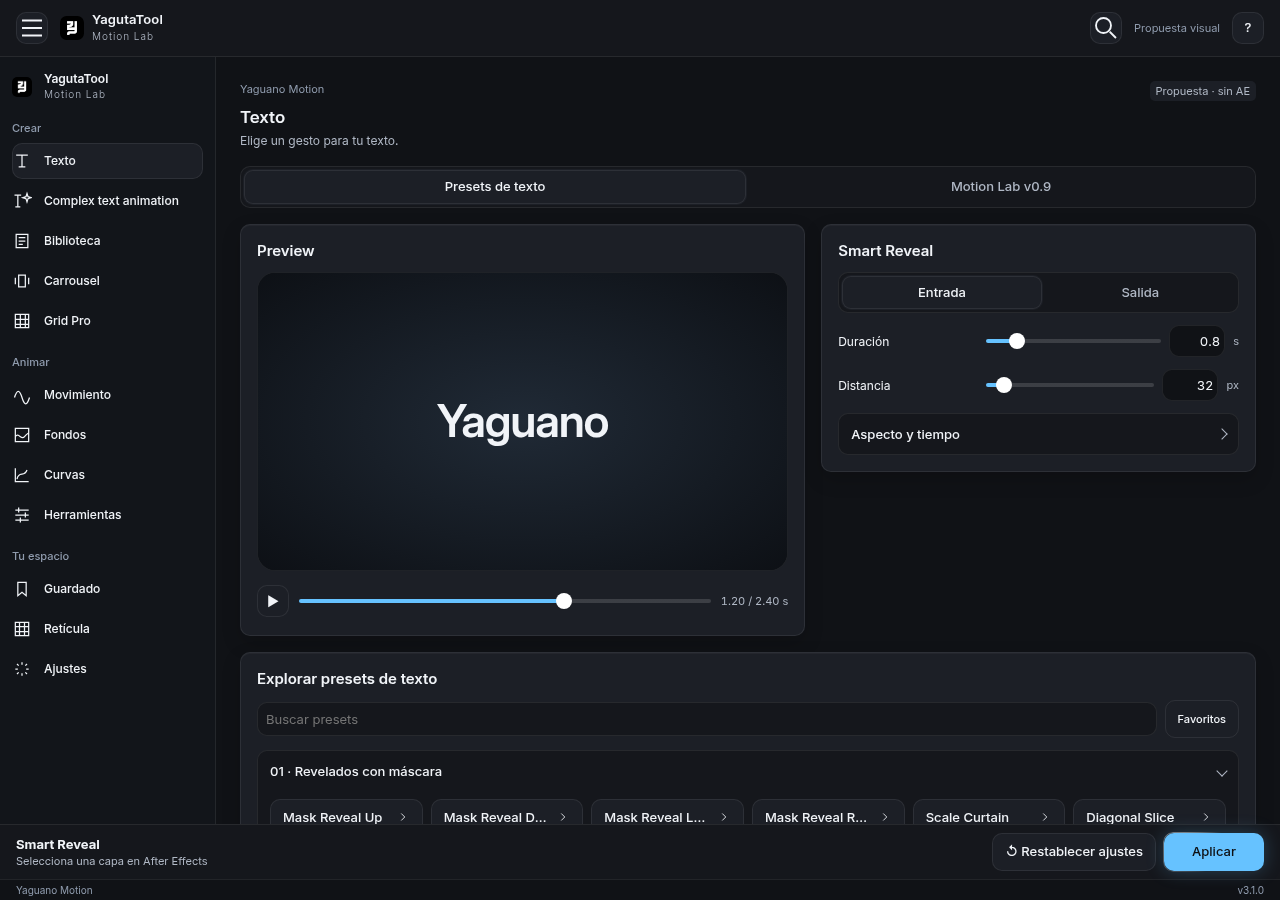 YagutaTool
Motion Lab
Propuesta visual
?
YagutaTool
Motion Lab
Crear
Texto
Complex text animation
Biblioteca
Carrousel
Grid Pro
Animar
Movimiento
Fondos
Curvas
Herramientas
Tu espacio
Guardado
Retícula
Ajustes
Yaguano Motion
Propuesta · sin AE
Texto
Elige un gesto para tu texto.
Presets de texto
Motion Lab v0.9
Preview
Yaguano
1.20 / 2.40 s
Smart Reveal
Entrada
Salida
Duración
0.8 s
Distancia
32 px
Aspecto y tiempo
Explorar presets de texto
Buscar presets
Favoritos
01 · Revelados con máscara
Mask Reveal Up
Mask Reveal D...
Mask Reveal L...
Mask Reveal R...
Scale Curtain
Diagonal Slice
Smart Reveal
Selecciona una capa en After Effects
Restablecer ajustes
Aplicar
Yaguano Motion
v3.1.0